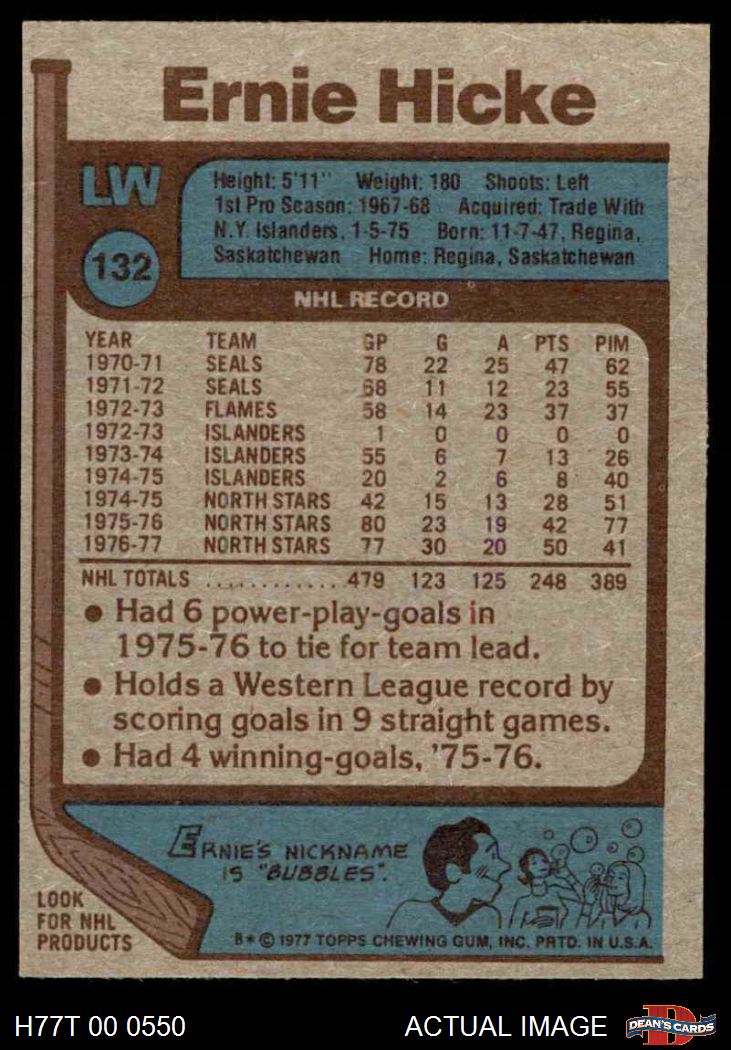 Ernie Hicke
LW
132
Height: 5'11" Weight: 180 Shoots: Left
1st Pro Season: 1967-68 Acquired: Trade With
N.Y. Islanders, 1-5-75 Born: 11-7-47, Regina,
Saskatchewan Home: Regina, Saskatchewan
NHL RECORD
YEAR TEAM GP G A PTS PIM
1970-71 SEALS 78 22 25 47 62
1971-72 SEALS 68 11 12 23 55
1972-73 FLAMES 58 14 23 37 37
1972-73 ISLANDERS 1 0 0 0 0
1973-74 ISLANDERS 55 6 7 13 26
1974-75 ISLANDERS 20 2 6 8 40
1974-75 NORTH STARS 42 15 13 28 51
1975-76 NORTH STARS 80 23 19 42 77
1976-77 NORTH STARS 77 30 20 50 41
NHL TOTALS ............. 479 123 125 248 389
• Had 6 power-play-goals in
1975-76 to tie for team lead.
• Holds a Western League record by
scoring goals in 9 straight games.
• Had 4 winning-goals, '75-76.
ERNIE'S NICKNAME
IS "BUBBLES".
LOOK
FOR NHL
PRODUCTS
B* © 1977 TOPPS CHEWING GUM, INC. PRTD. IN U.S.A.
H77T 00 0550 ACTUAL IMAGE
D
DEAN'S CARDS